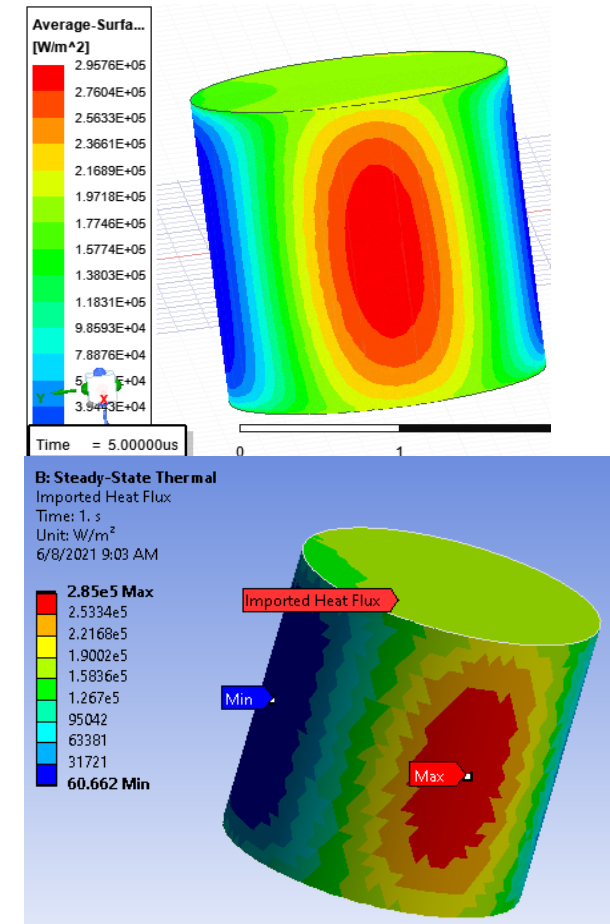 Average-Surfa...
[W/m^2]
2.9576E+05
2.7604E+05
2.5633E+05
2.3661E+05
2.1689E+05
1.9718E+05
1.7746E+05
1.5774E+05
1.3803E+05
1.1831E+05
9.8593E+04
7.8876E+04
Y
X
Time = 5.00000us
0 1
B: Steady-State Thermal
Imported Heat Flux
Time: 1. s
Unit: W/m²
6/8/2021 9:03 AM
2.85e5 Max
2.5334e5
2.2168e5
1.9002e5
1.5836e5
1.267e5
95042
63381
31721
60.662 Min
Imported Heat Flux
Min
Max